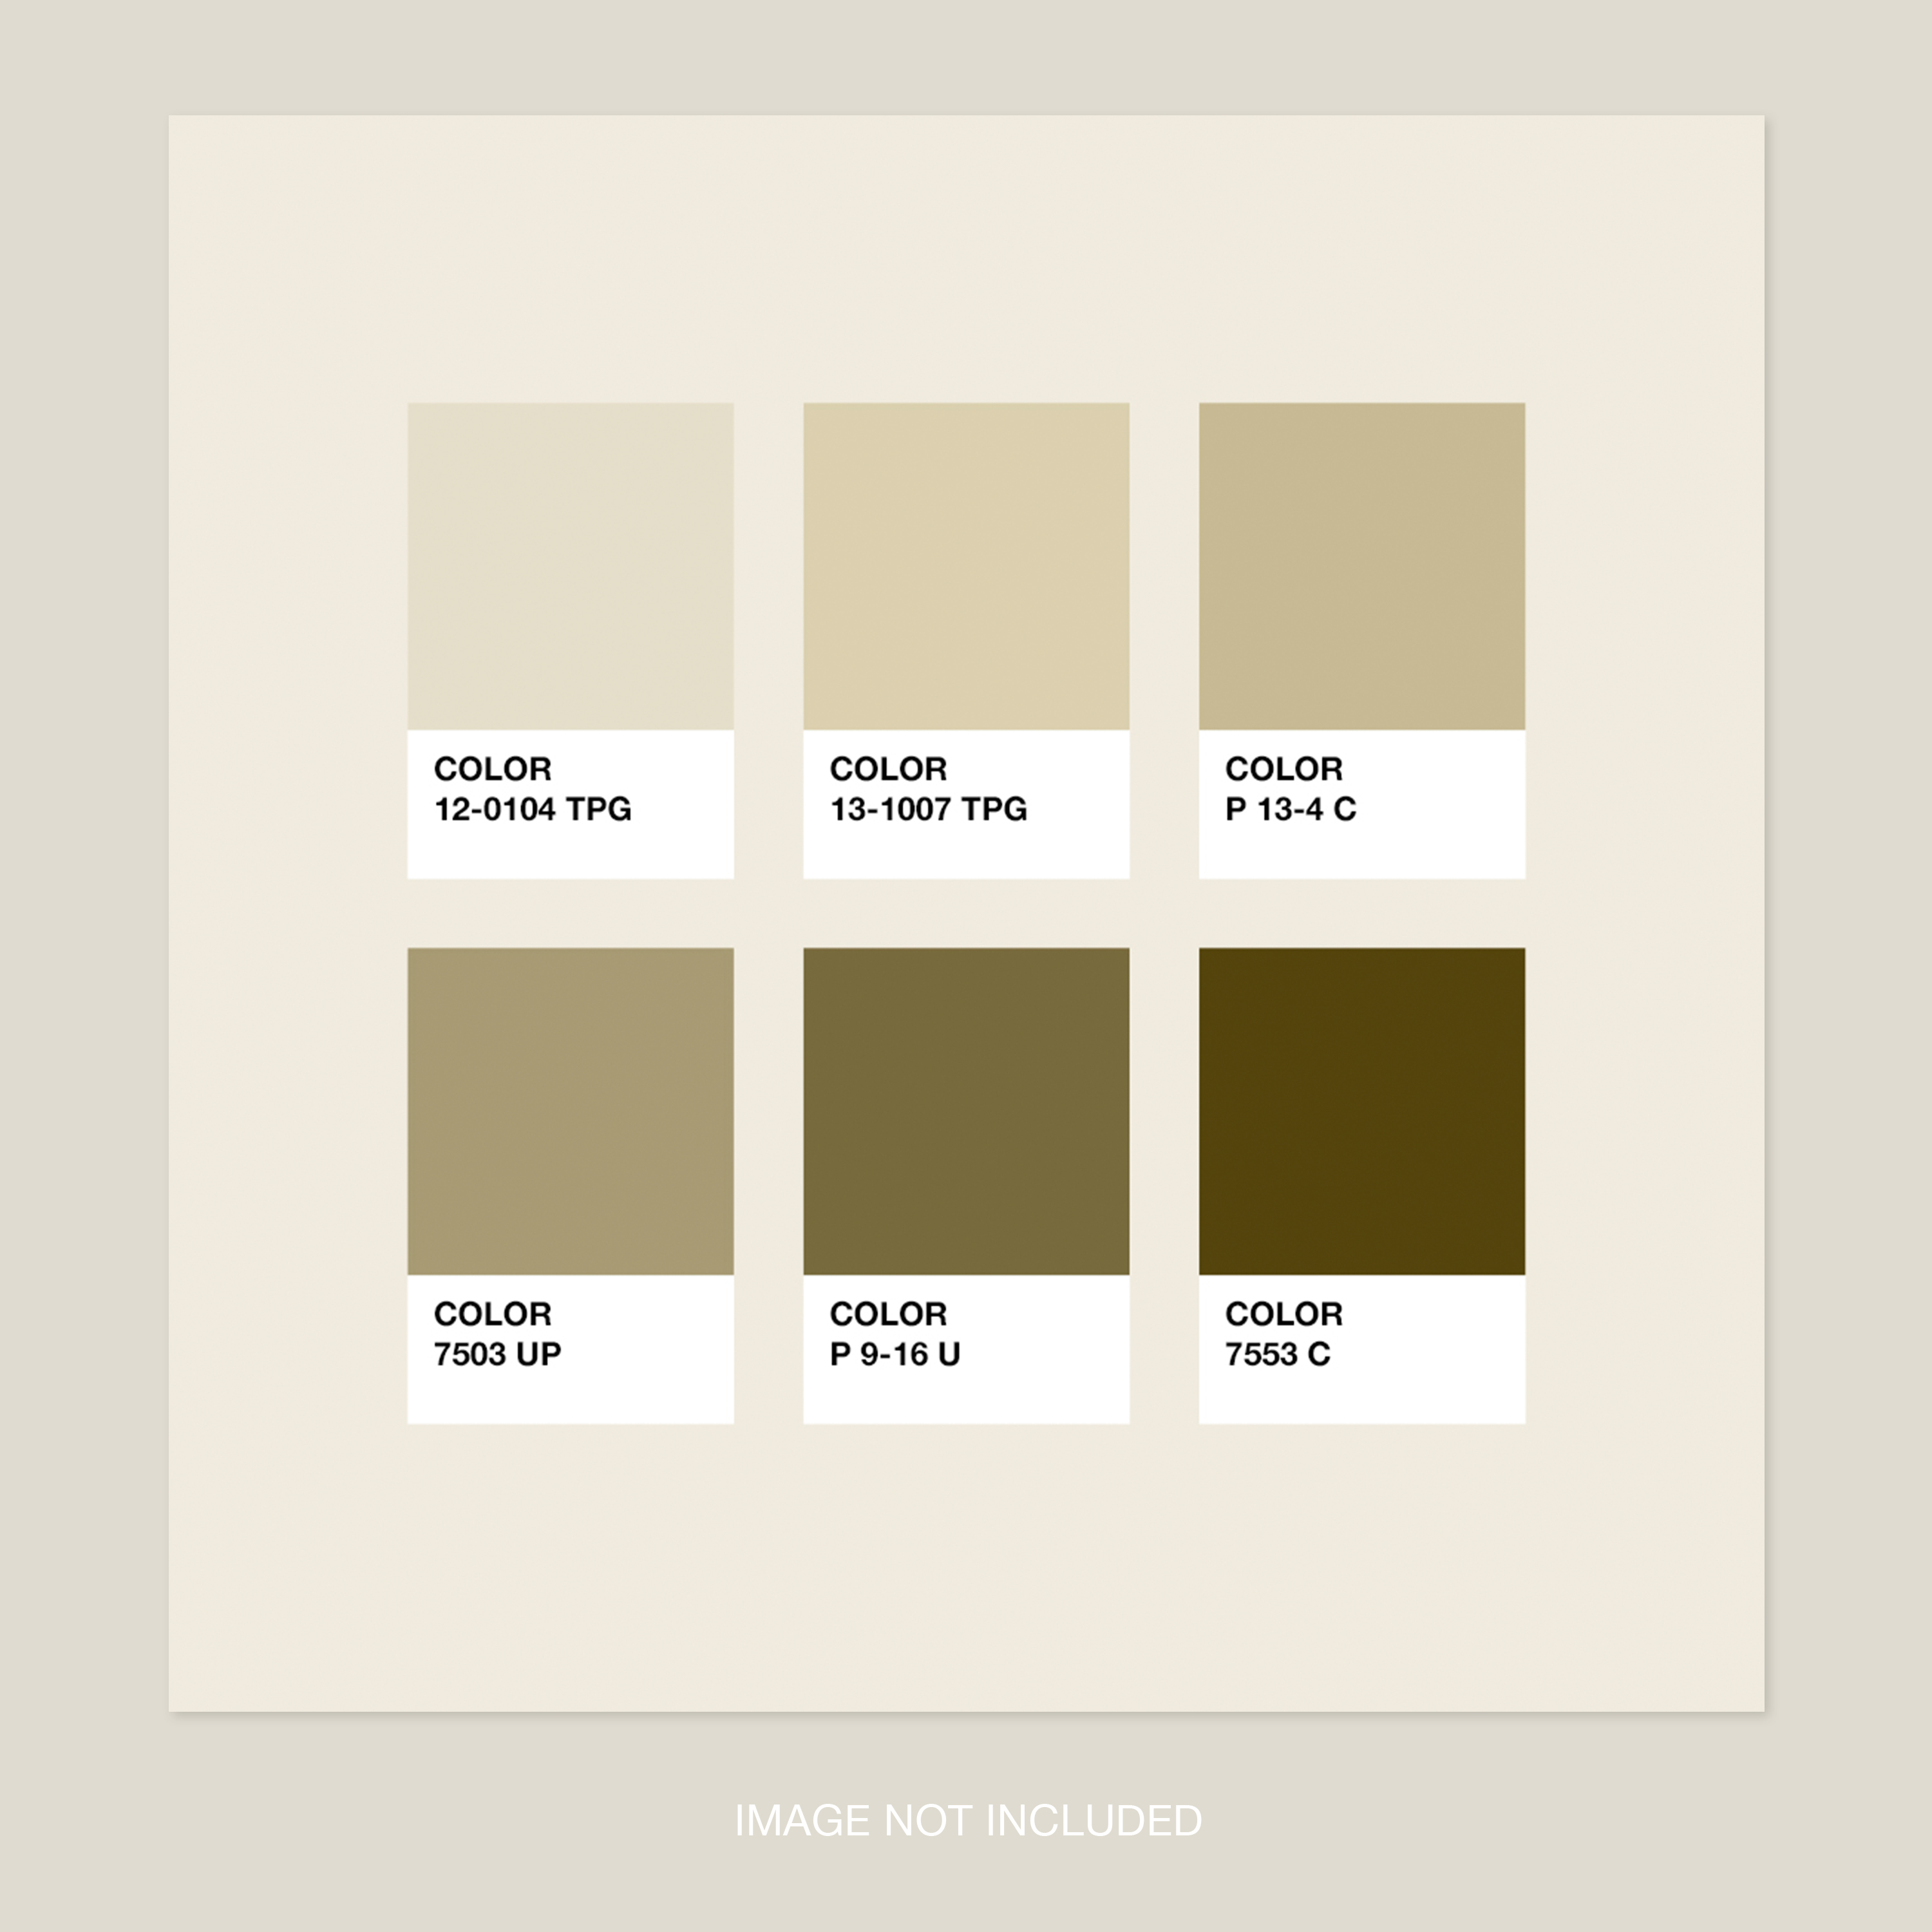 COLOR
12-0104 TPG
COLOR
13-1007 TPG
COLOR
P 13-4 C
COLOR
7503 UP
COLOR
P 9-16 U
COLOR
7553 C
IMAGE NOT INCLUDED